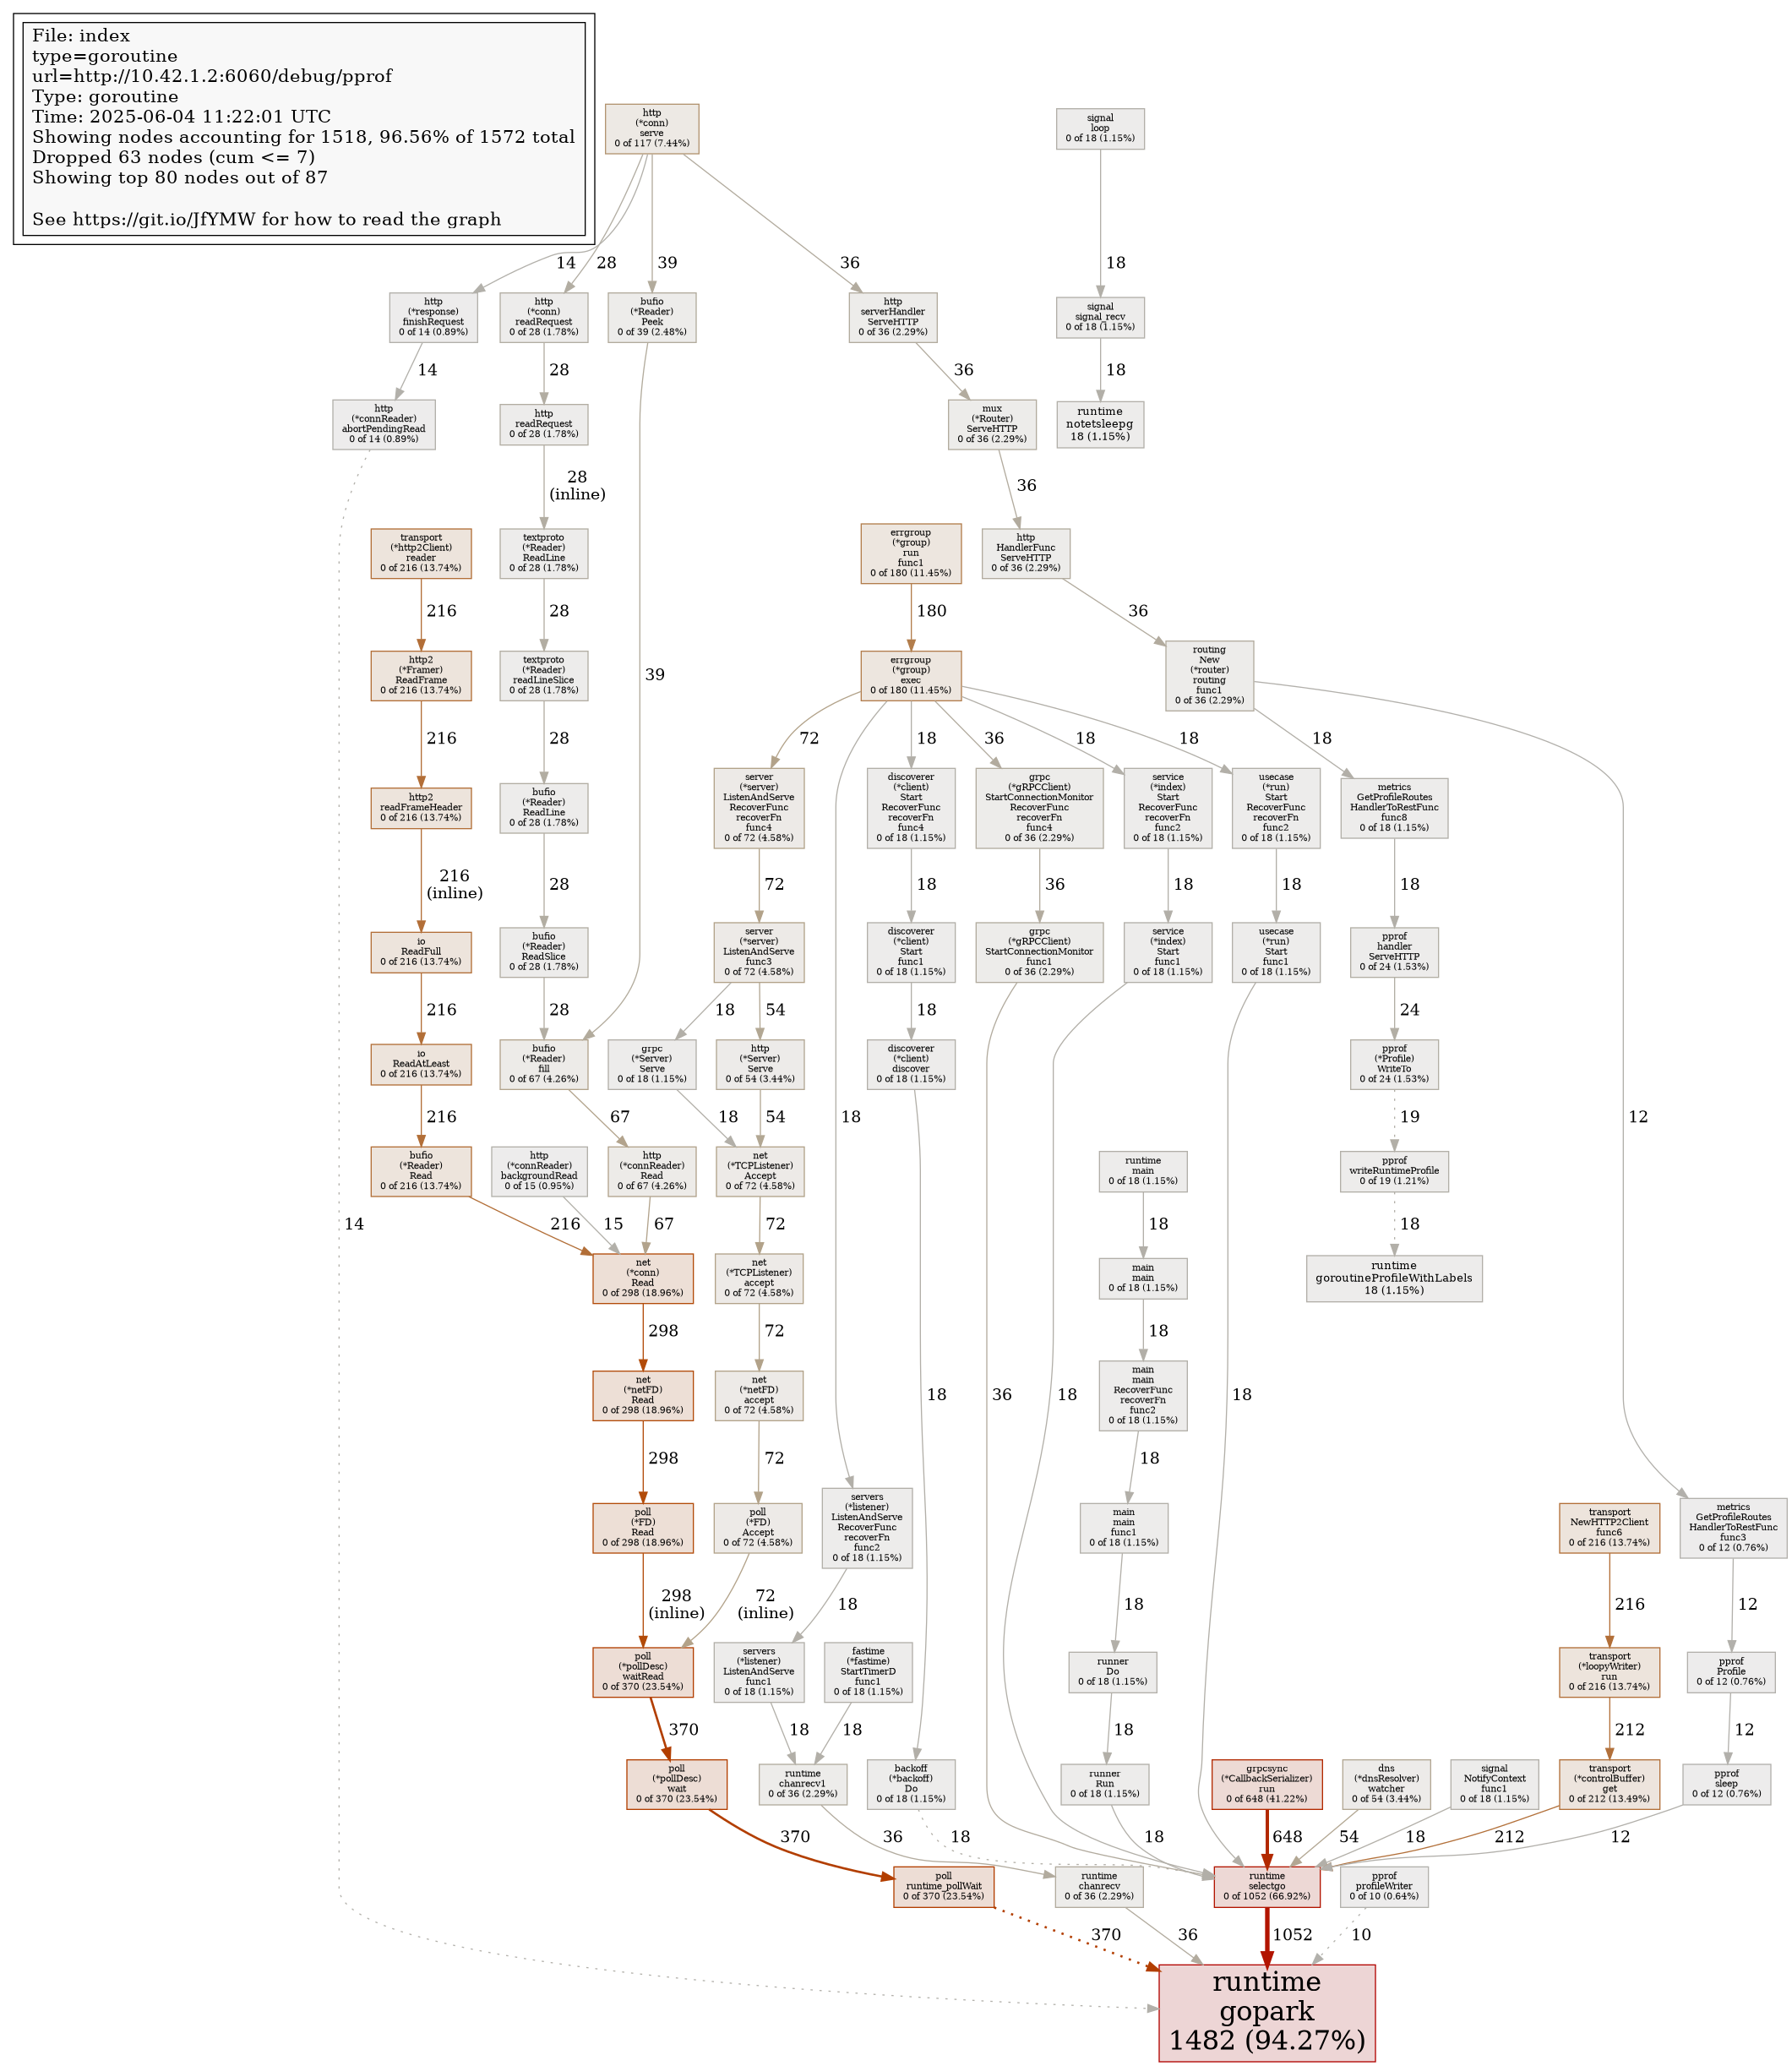 File: index
type=goroutine
url=http://10.42.1.2:6060/debug/pprof
Type: goroutine
Time: 2025-06-04 11:22:01 UTC
Showing nodes accounting for 1518, 96.56% of 1572 total
Dropped 63 nodes (cum <= 7)
Showing top 80 nodes out of 87
See https://git.io/JfYMW for how to read the graph
http
(*conn)
serve
0 of 117 (7.44%)
signal
loop
0 of 18 (1.15%)
14
28
39
36
18
http
(*response)
finishRequest
0 of 14 (0.89%)
http
(*conn)
readRequest
0 of 28 (1.78%)
bufio
(*Reader)
Peek
0 of 39 (2.48%)
http
serverHandler
ServeHTTP
0 of 36 (2.29%)
signal
signal_recv
0 of 18 (1.15%)
14
28
36
18
http
(*connReader)
abortPendingRead
0 of 14 (0.89%)
http
readRequest
0 of 28 (1.78%)
mux
(*Router)
ServeHTTP
0 of 36 (2.29%)
runtime
notetsleepg
18 (1.15%)
28
(inline)
36
transport
(*http2Client)
reader
0 of 216 (13.74%)
textproto
(*Reader)
ReadLine
0 of 28 (1.78%)
errgroup
(*group)
run
func1
0 of 180 (11.45%)
http
HandlerFunc
ServeHTTP
0 of 36 (2.29%)
216
28
180
36
http2
(*Framer)
ReadFrame
0 of 216 (13.74%)
textproto
(*Reader)
readLineSlice
0 of 28 (1.78%)
39
errgroup
(*group)
exec
0 of 180 (11.45%)
routing
New
(*router)
routing
func1
0 of 36 (2.29%)
216
28
72
18
36
18
18
18
http2
readFrameHeader
0 of 216 (13.74%)
bufio
(*Reader)
ReadLine
0 of 28 (1.78%)
server
(*server)
ListenAndServe
RecoverFunc
recoverFn
func4
0 of 72 (4.58%)
discoverer
(*client)
Start
RecoverFunc
recoverFn
func4
0 of 18 (1.15%)
grpc
(*gRPCClient)
StartConnectionMonitor
RecoverFunc
recoverFn
func4
0 of 36 (2.29%)
service
(*index)
Start
RecoverFunc
recoverFn
func2
0 of 18 (1.15%)
usecase
(*run)
Start
RecoverFunc
recoverFn
func2
0 of 18 (1.15%)
metrics
GetProfileRoutes
HandlerToRestFunc
func8
0 of 18 (1.15%)
216
(inline)
28
72
18
36
18
18
18
io
ReadFull
0 of 216 (13.74%)
bufio
(*Reader)
ReadSlice
0 of 28 (1.78%)
server
(*server)
ListenAndServe
func3
0 of 72 (4.58%)
discoverer
(*client)
Start
func1
0 of 18 (1.15%)
grpc
(*gRPCClient)
StartConnectionMonitor
func1
0 of 36 (2.29%)
service
(*index)
Start
func1
0 of 18 (1.15%)
usecase
(*run)
Start
func1
0 of 18 (1.15%)
pprof
handler
ServeHTTP
0 of 24 (1.53%)
216
28
18
54
18
24
io
ReadAtLeast
0 of 216 (13.74%)
bufio
(*Reader)
fill
0 of 67 (4.26%)
grpc
(*Server)
Serve
0 of 18 (1.15%)
http
(*Server)
Serve
0 of 54 (3.44%)
discoverer
(*client)
discover
0 of 18 (1.15%)
pprof
(*Profile)
WriteTo
0 of 24 (1.53%)
216
67
18
54
18
19
12
bufio
(*Reader)
Read
0 of 216 (13.74%)
http
(*connReader)
backgroundRead
0 of 15 (0.95%)
http
(*connReader)
Read
0 of 67 (4.26%)
net
(*TCPListener)
Accept
0 of 72 (4.58%)
runtime
main
0 of 18 (1.15%)
pprof
writeRuntimeProfile
0 of 19 (1.21%)
14
216
15
67
72
18
18
net
(*conn)
Read
0 of 298 (18.96%)
net
(*TCPListener)
accept
0 of 72 (4.58%)
main
main
0 of 18 (1.15%)
runtime
goroutineProfileWithLabels
18 (1.15%)
298
72
18
net
(*netFD)
Read
0 of 298 (18.96%)
net
(*netFD)
accept
0 of 72 (4.58%)
18
36
18
main
main
RecoverFunc
recoverFn
func2
0 of 18 (1.15%)
18
298
72
18
poll
(*FD)
Read
0 of 298 (18.96%)
poll
(*FD)
Accept
0 of 72 (4.58%)
servers
(*listener)
ListenAndServe
RecoverFunc
recoverFn
func2
0 of 18 (1.15%)
main
main
func1
0 of 18 (1.15%)
transport
NewHTTP2Client
func6
0 of 216 (13.74%)
metrics
GetProfileRoutes
HandlerToRestFunc
func3
0 of 12 (0.76%)
298
(inline)
72
(inline)
18
18
216
12
poll
(*pollDesc)
waitRead
0 of 370 (23.54%)
servers
(*listener)
ListenAndServe
func1
0 of 18 (1.15%)
fastime
(*fastime)
StartTimerD
func1
0 of 18 (1.15%)
runner
Do
0 of 18 (1.15%)
transport
(*loopyWriter)
run
0 of 216 (13.74%)
pprof
Profile
0 of 12 (0.76%)
370
18
18
18
212
12
poll
(*pollDesc)
wait
0 of 370 (23.54%)
runtime
chanrecv1
0 of 36 (2.29%)
backoff
(*backoff)
Do
0 of 18 (1.15%)
runner
Run
0 of 18 (1.15%)
grpcsync
(*CallbackSerializer)
run
0 of 648 (41.22%)
dns
(*dnsResolver)
watcher
0 of 54 (3.44%)
signal
NotifyContext
func1
0 of 18 (1.15%)
transport
(*controlBuffer)
get
0 of 212 (13.49%)
pprof
sleep
0 of 12 (0.76%)
370
36
18
18
648
54
18
212
12
poll
runtime_pollWait
0 of 370 (23.54%)
runtime
chanrecv
0 of 36 (2.29%)
runtime
selectgo
0 of 1052 (66.92%)
pprof
profileWriter
0 of 10 (0.64%)
370
36
1052
10
runtime
gopark
1482 (94.27%)